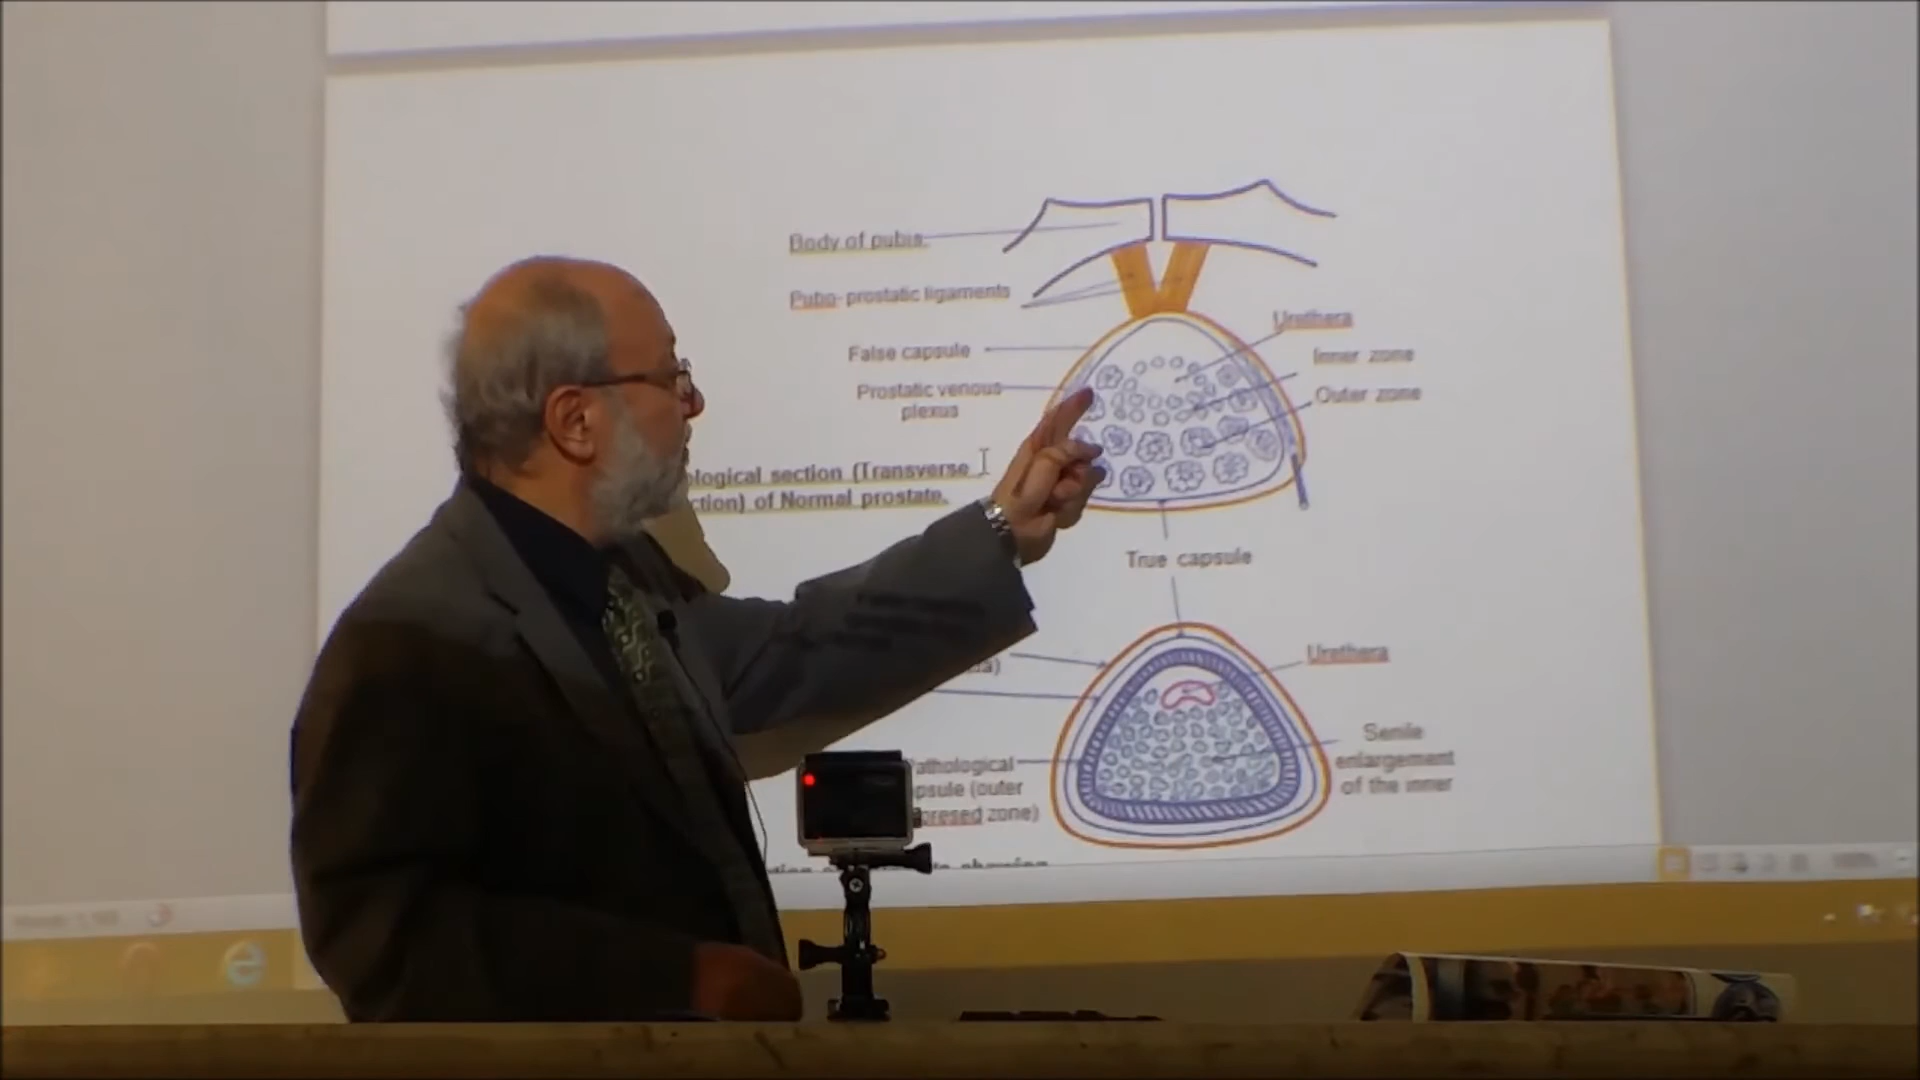 Body of pubis
Pubo-prostatic ligaments
Urethera
False capsule
Inner zone
Prostatic venous
plexus
Outer zone
ological section (Transverse
ction) of Normal prostate.
True capsule
Urethera
Senile
enlargement
of the inner
athological
psule (outer
presed zone)